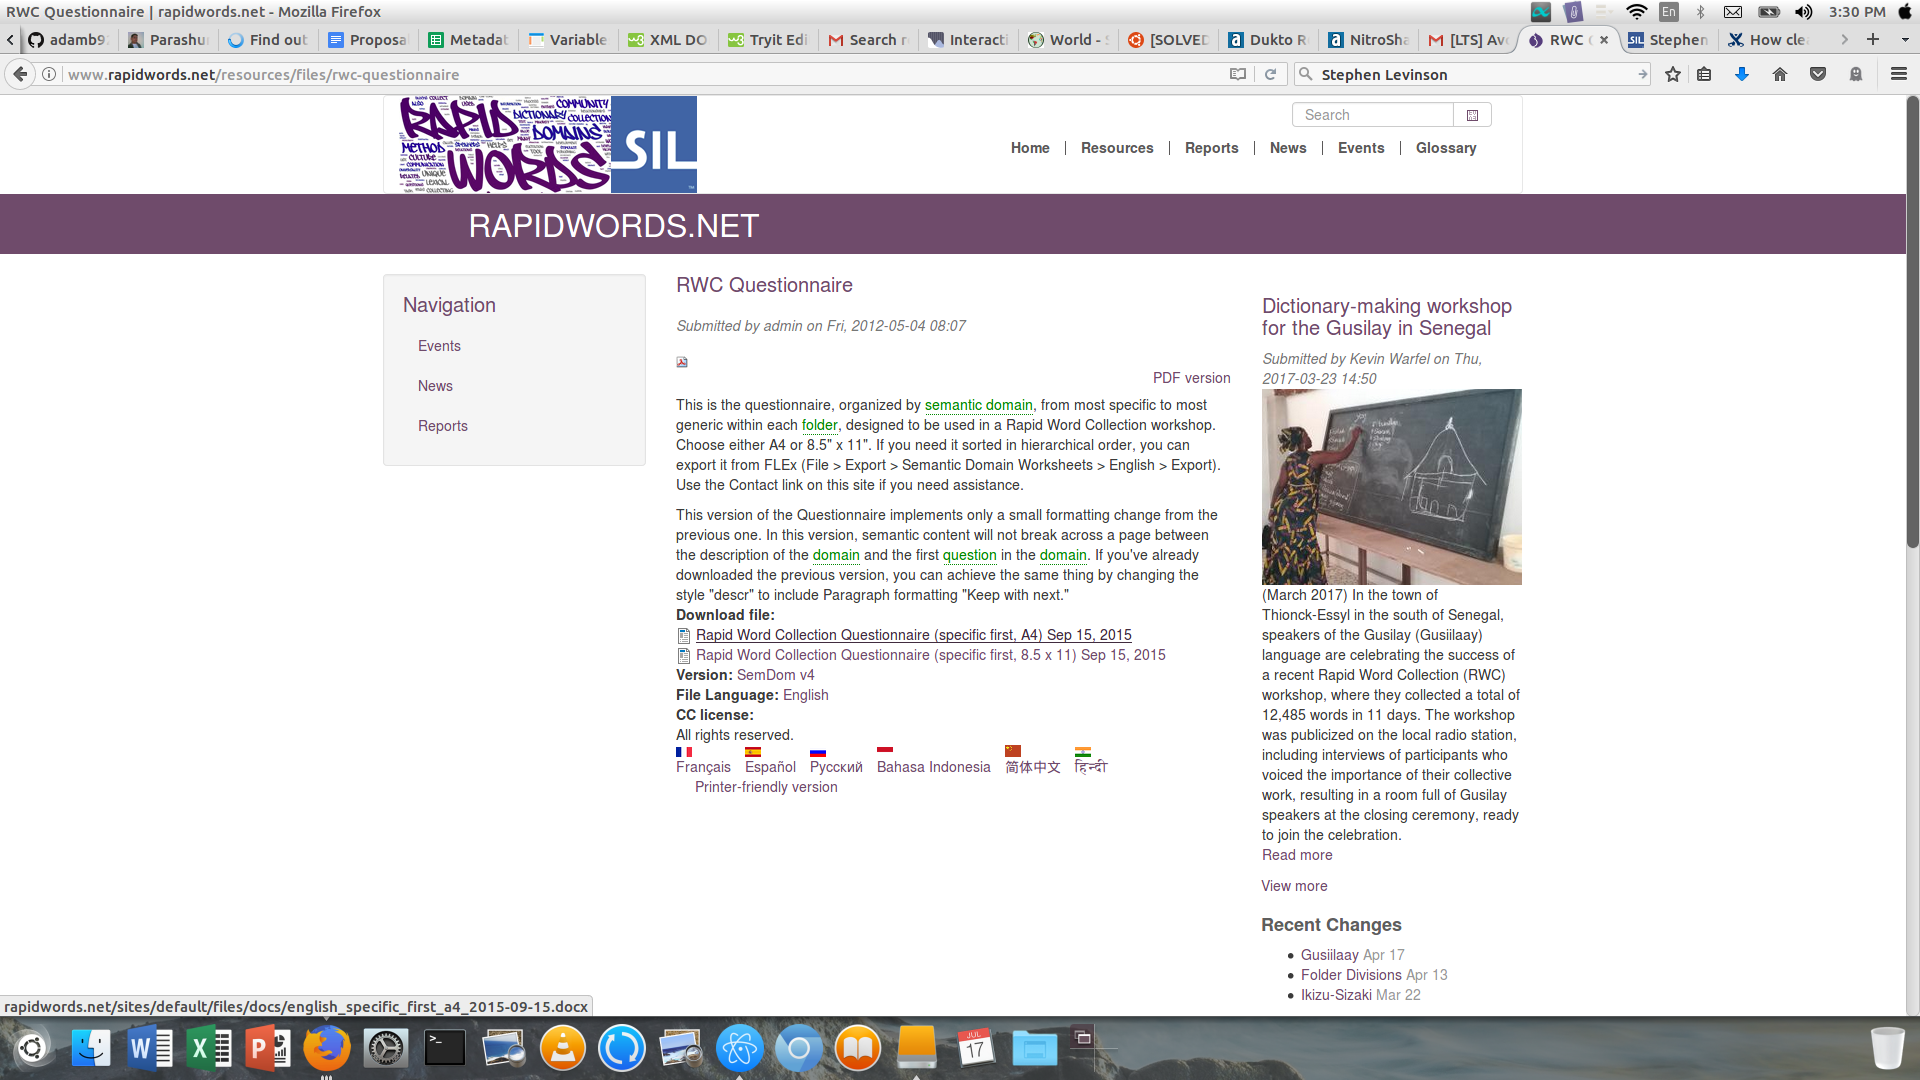 RWC Questionnaire | rapidwords.net - Mozilla Firefox
En
3:30 PM
adamb9
Parashu
Find out
Proposa
Metadat
Variable
XML DO
Tryit Edi
Search r
Interacti
World - S
[SOLVED
Dukto R
NitroSha
[LTS] Av
RWC
Stephen
How clea
www.rapidwords.net/resources/files/rwc-questionnaire
Stephen Levinson
RAPID
WORDS
DICTIONARY
COMMUNITY
COLLECTION
DOMAINS
METHOD
SIL
Search
Home | Resources | Reports | News | Events | Glossary
RAPIDWORDS.NET
Navigation
Events
News
Reports
RWC Questionnaire
Submitted by admin on Fri, 2012-05-04 08:07
PDF version
This is the questionnaire, organized by semantic domain, from most specific to most
generic within each folder, designed to be used in a Rapid Word Collection workshop.
Choose either A4 or 8.5" x 11". If you need it sorted in hierarchical order, you can
export it from FLEx (File > Export > Semantic Domain Worksheets > English > Export).
Use the Contact link on this site if you need assistance.
This version of the Questionnaire implements only a small formatting change from the
previous one. In this version, semantic content will not break across a page between
the description of the domain and the first question in the domain. If you've already
downloaded the previous version, you can achieve the same thing by changing the
style "descr" to include Paragraph formatting "Keep with next."
Download file:
Rapid Word Collection Questionnaire (specific first, A4) Sep 15, 2015
Rapid Word Collection Questionnaire (specific first, 8.5 x 11) Sep 15, 2015
Version: SemDom v4
File Language: English
CC license:
All rights reserved.
Français Español Русский Bahasa Indonesia 简体中文 हिन्दी
Printer-friendly version
Dictionary-making workshop
for the Gusilay in Senegal
Submitted by Kevin Warfel on Thu,
2017-03-23 14:50
(March 2017) In the town of
Thionck-Essyl in the south of Senegal,
speakers of the Gusilay (Gusiilaay)
language are celebrating the success of
a recent Rapid Word Collection (RWC)
workshop, where they collected a total of
12,485 words in 11 days. The workshop
was publicized on the local radio station,
including interviews of participants who
voiced the importance of their collective
work, resulting in a room full of Gusilay
speakers at the closing ceremony, ready
to join the celebration.
Read more
View more
Recent Changes
Gusiilaay Apr 17
Folder Divisions Apr 13
Ikizu-Sizaki Mar 22
rapidwords.net/sites/default/files/docs/english_specific_first_a4_2015-09-15.docx
JUL
17